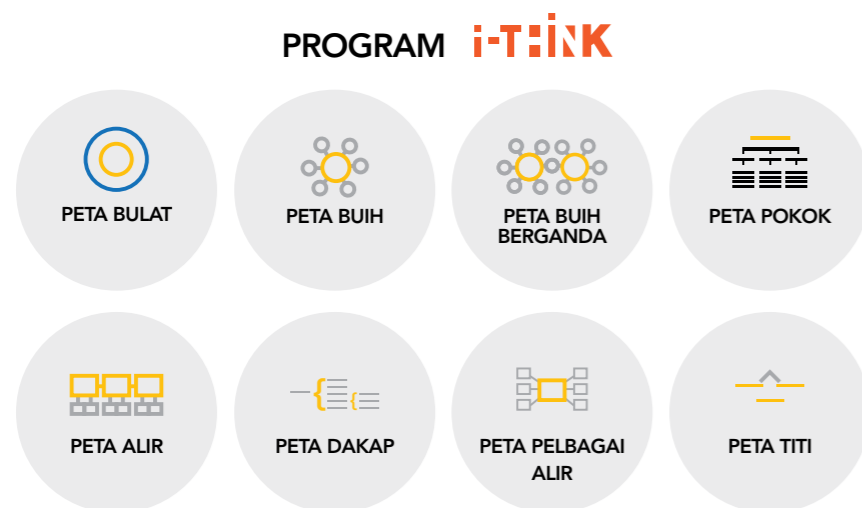 PROGRAM i-THiNK
PETA BULAT
PETA BUIH
PETA BUIH
BERGANDA
PETA POKOK
PETA ALIR
PETA DAKAP
PETA PELBAGAI
ALIR
PETA TITI